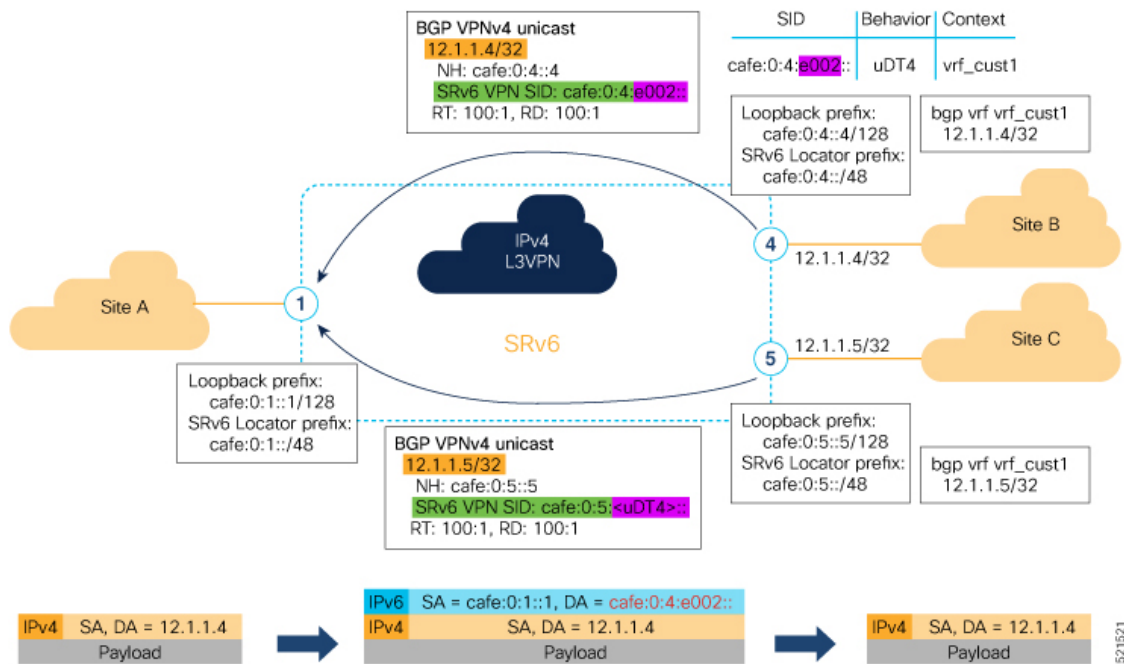 BGP VPNv4 unicast
12.1.1.4/32
NH: cafe:0:4::4
SRv6 VPN SID: cafe:0:4:e002::
RT: 100:1, RD: 100:1
SID Behavior Context
cafe:0:4:e002:: uDT4 vrf_cust1
Loopback prefix:
cafe:0:4::4/128
SRv6 Locator prefix:
cafe:0:4::/48
bgp vrf vrf_cust1
12.1.1.4/32
IPv4
L3VPN
Site A
1
SRv6
4
12.1.1.4/32
Site B
5
12.1.1.5/32
Site C
Loopback prefix:
cafe:0:1::1/128
SRv6 Locator prefix:
cafe:0:1::/48
BGP VPNv4 unicast
12.1.1.5/32
NH: cafe:0:5::5
SRv6 VPN SID: cafe:0:5:<uDT4>::
RT: 100:1, RD: 100:1
Loopback prefix:
cafe:0:5::5/128
SRv6 Locator prefix:
cafe:0:5::/48
bgp vrf vrf_cust1
12.1.1.5/32
IPv4 SA, DA = 12.1.1.4
Payload
IPv6 SA = cafe:0:1::1, DA = cafe:0:4:e002::
IPv4 SA, DA = 12.1.1.4
Payload
IPv4 SA, DA = 12.1.1.4
Payload
521521